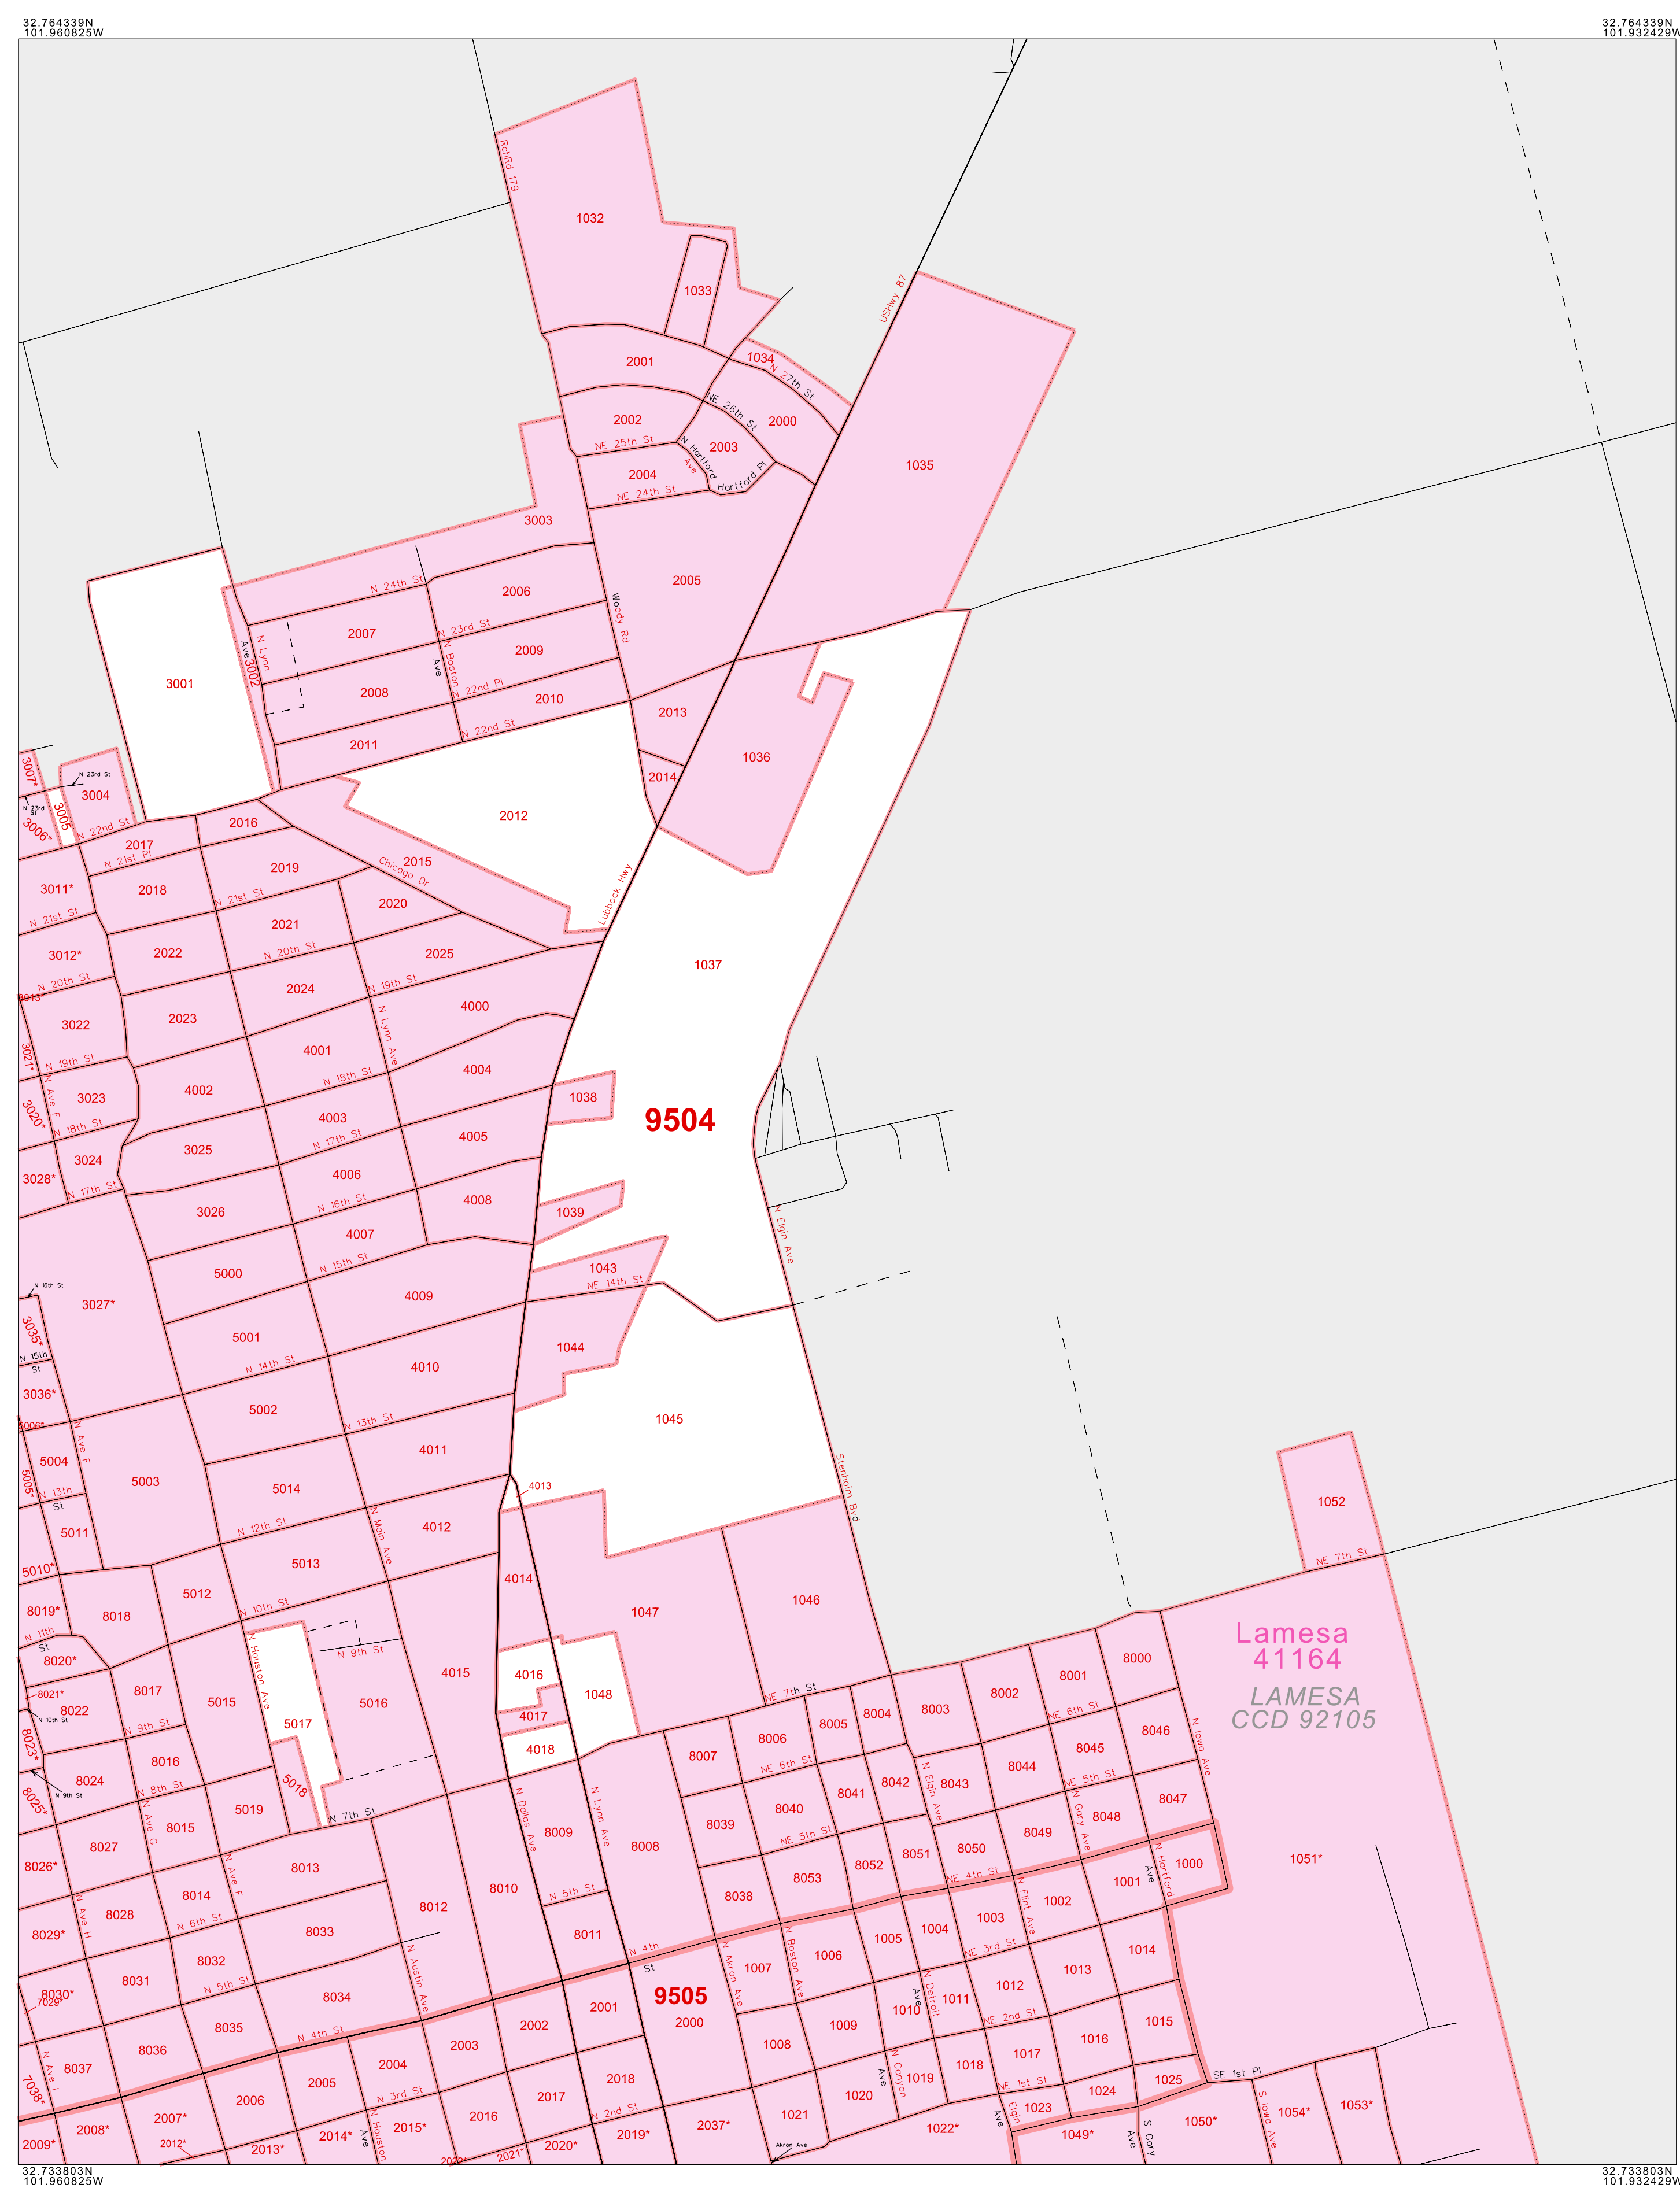 32.764339N
101.960825W
32.764339N
101.932429W
RchRd 179
1032
1033
USHwy 87
1034
N 27th St
2001
NE 26th St
2000
2002
NE 25th St
N Hartford
Ave
2003
Hartford Pl
2004
NE 24th St
1035
3003
N 24th St
2006
2005
Woody Rd
2007
N 23rd St
N Lynn
Ave
3002
N Boston
Ave
2009
3001
2008
N 22nd Pl
2010
2013
N 22nd St
2011
1036
2014
3007*
N 23rd St
3004
N 23rd
St
3005
3006*
N 22nd St
2012
2016
2017
N 21st Pl
2015
Chicago Dr
2019
3011*
2018
N 21st St
2020
Lubbock Hwy
N 21st St
2021
3012*
2022
N 20th St
2025
1037
N 20th St
3013*
N 19th St
2024
4000
3022
2023
N Lynn Ave
3021*
N 19th St
4001
4004
N 18th St
N Ave F
3023
4002
1038
3020*
4003
9504
N 18th St
N 17th St
4005
3025
3024
4006
3028*
N 17th St
N 16th St
4008
3026
1039
N Elgin Ave
4007
N 15th St
5000
1043
NE 14th St
N 16th St
3027*
4009
3035*
5001
N 15th
St
N 14th St
4010
1044
3036*
5002
1045
5006*
N Ave F
N 13th St
4011
5004
5003
5005*
5014
4013
Stenholm Bvd
N 13th
St
1052
5011
N 12th St
N Main Ave
4012
NE 7th St
5010*
5013
4014
5012
1046
8019*
8018
N 10th St
1047
N 11th
St
Lamesa
41164
8020*
N Houston Ave
N 9th St
4015
4016
8000
8001
8021*
8017
5015
5016
1048
NE 7th St
8002
LAMESA
CCD 92105
8022
N 10th St
N 9th St
5017
4017
8004
8003
NE 6th St
8005
8006
N Iowa Ave
8046
8023*
8016
4018
8007
NE 6th St
8045
8044
8024
N 8th St
5018
8042
N Elgin Ave
8043
NE 5th St
N 9th St
8041
8025*
N Ave G
5019
N 7th St
N Dallas Ave
N Lynn Ave
8040
N Gary Ave
8047
8048
8015
8039
8049
8027
8009
8008
NE 5th St
8050
8051
8026*
N Ave F
8013
8052
1051*
8053
NE 4th St
N Hartford
Ave
1000
1001
8014
8010
N 5th St
8038
N Flint Ave
1002
N Ave H
8028
N 6th St
8012
1003
1004
8029*
8033
8011
N 4th
St
N Boston Ave
1005
NE 3rd St
1014
8032
N Austin Ave
N Akron Ave
1006
1007
1013
8031
N 5th St
N Detroit
Ave
1012
8030*
9505
7029*
8034
2001
1011
1010
NE 2nd St
1015
2000
1009
8035
N 4th St
2002
1016
N Ave I
8036
2003
1008
1017
8037
2004
N Canyon
Ave
1018
SE 1st Pl
7038*
2005
2018
1019
NE 1st St
1025
N 3rd St
2017
1020
1024
2006
Elgin
Ave
1023
S Iowa Ave
1053*
1054*
2007*
N Houston
Ave
2016
N 2nd St
1021
S Gary
Ave
1050*
2008*
2015*
2037*
1022*
2014*
2019*
1049*
2009*
2012*
2013*
2020*
Akron Ave
2021*
2022*
32.733803N
101.960825W
32.733803N
101.932429W